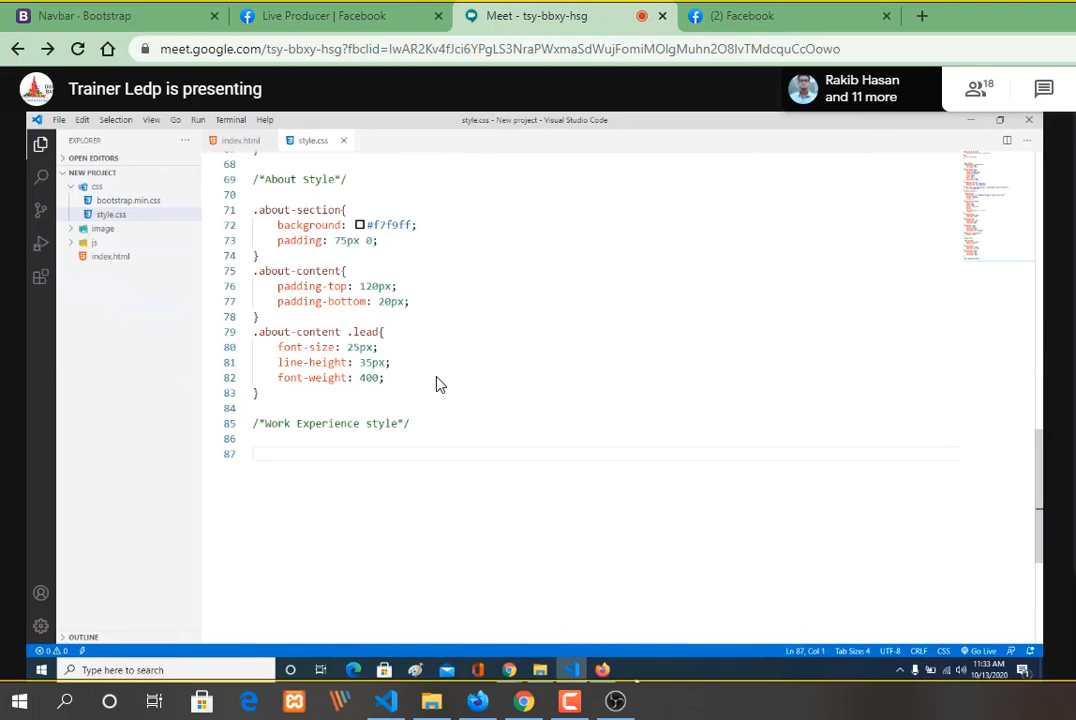 Navbar - Bootstrap
Live Producer | Facebook
Meet - tsy-bbxy-hsg
(2) Facebook
meet.google.com/tsy-bbxy-hsg?fbclid=IwAR2Kv4fJci6YPgLS3NraPWxmaSdWujFomiMOlgMuhn2O8IvTMdcquCcOowo
Trainer Ledp is presenting
Rakib Hasan
and 11 more
18
File Edit Selection View Go Run Terminal Help
style.css - New project - Visual Studio Code
EXPLORER
index.html
style.css
OPEN EDITORS
NEW PROJECT
css
bootstrap.min.css
style.css
image
js
index.html
68
69 /*About Style*/
70
71 .about-section{
72 background: #f7f9ff;
73 padding: 75px 0;
74 }
75 .about-content{
76 padding-top: 120px;
77 padding-bottom: 20px;
78 }
79 .about-content .lead{
80 font-size: 25px;
81 line-height: 35px;
82 font-weight: 400;
83 }
84
85 /*Work Experience style*/
86
87
OUTLINE
0 0
Ln 87, Col 1 Tab Size: 4 UTF-8 CRLF CSS Go Live
Type here to search
11:33 AM
10/13/2020